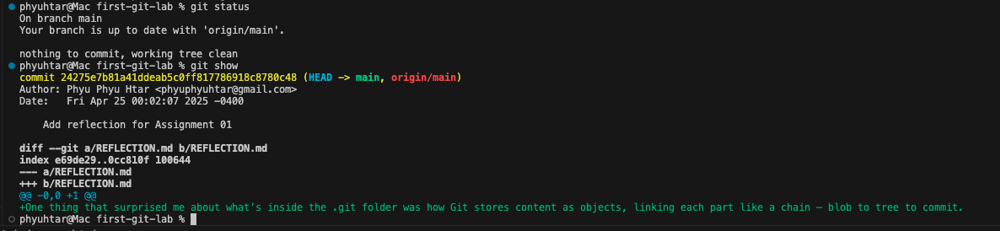 phyuhtar@Mac first-git-lab % git status
On branch main
Your branch is up to date with 'origin/main'.
nothing to commit, working tree clean
phyuhtar@Mac first-git-lab % git show
commit 24275e7b81a41ddeab5c0ff817786918c8780c48 (HEAD -> main, origin/main)
Author: Phyu Phyu Htar <phyuphyuhtar@gmail.com>
Date:   Fri Apr 25 00:02:07 2025 -0400
    Add reflection for Assignment 01
diff --git a/REFLECTION.md b/REFLECTION.md
index e69de29..0cc810f 100644
--- a/REFLECTION.md
+++ b/REFLECTION.md
@@ -0,0 +1 @@
+One thing that surprised me about what’s inside the .git folder was how Git stores content as objects, linking each part like a chain — blob to tree to commit.
phyuhtar@Mac first-git-lab %